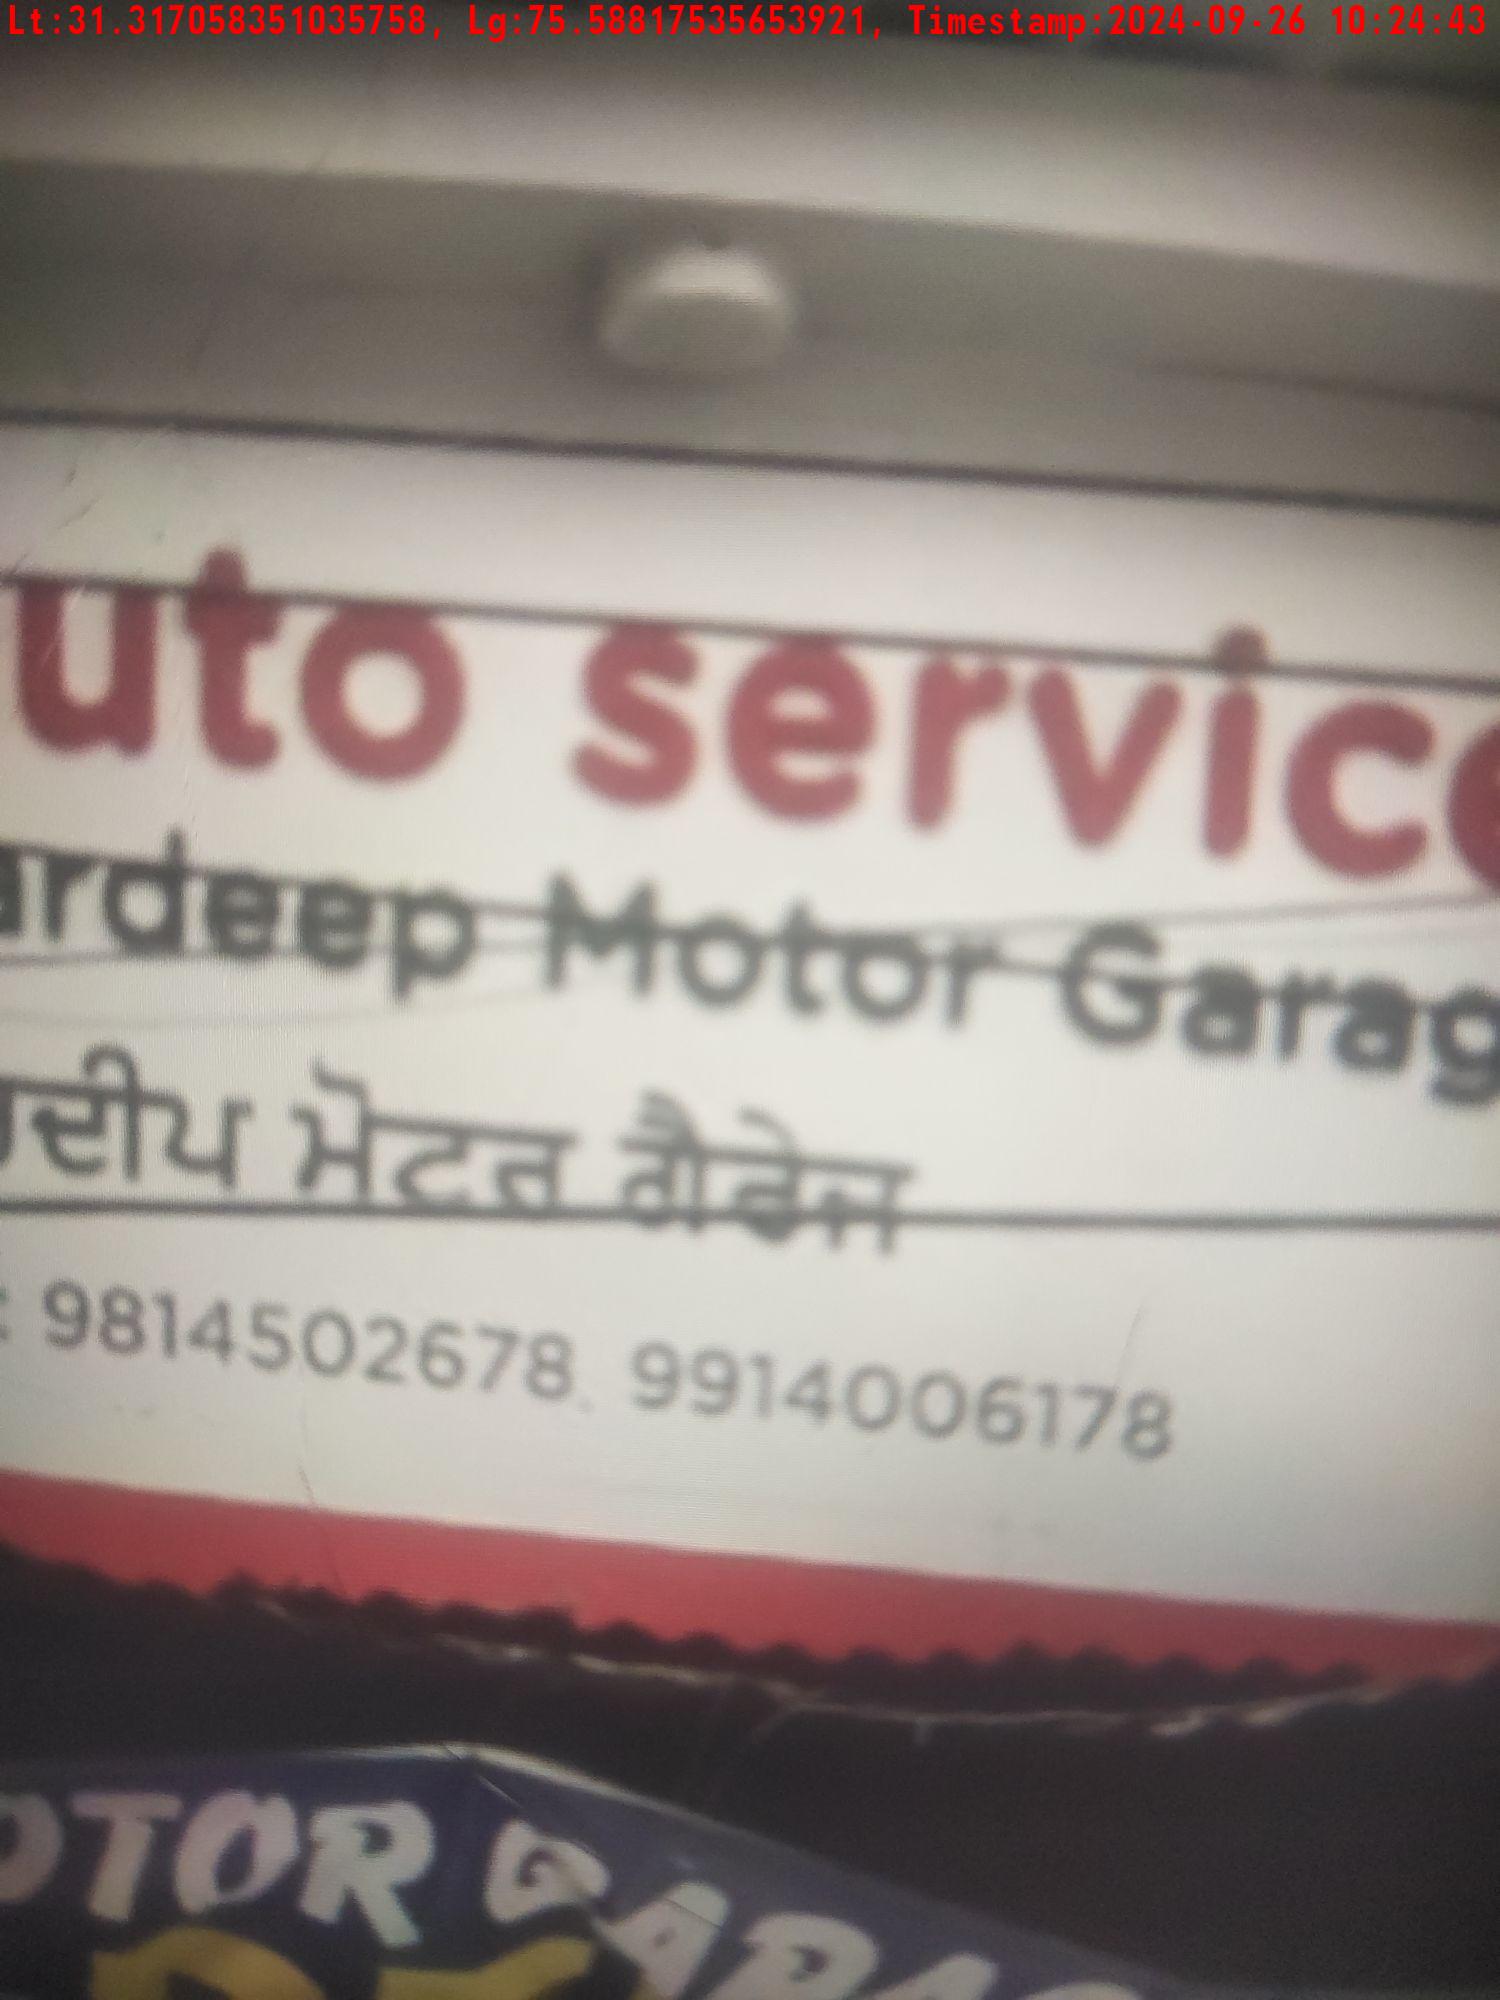 Lt:31.317058351035758, Lg:75.58817535653921, Timestamp:2024-09-26 10:24:43
uto service
ardeep Motor Garag
ਦੀਪ ਮੋਟਰ ਗੈਰੇਜ
: 9814502678, 9914006178
OTOR GARAG